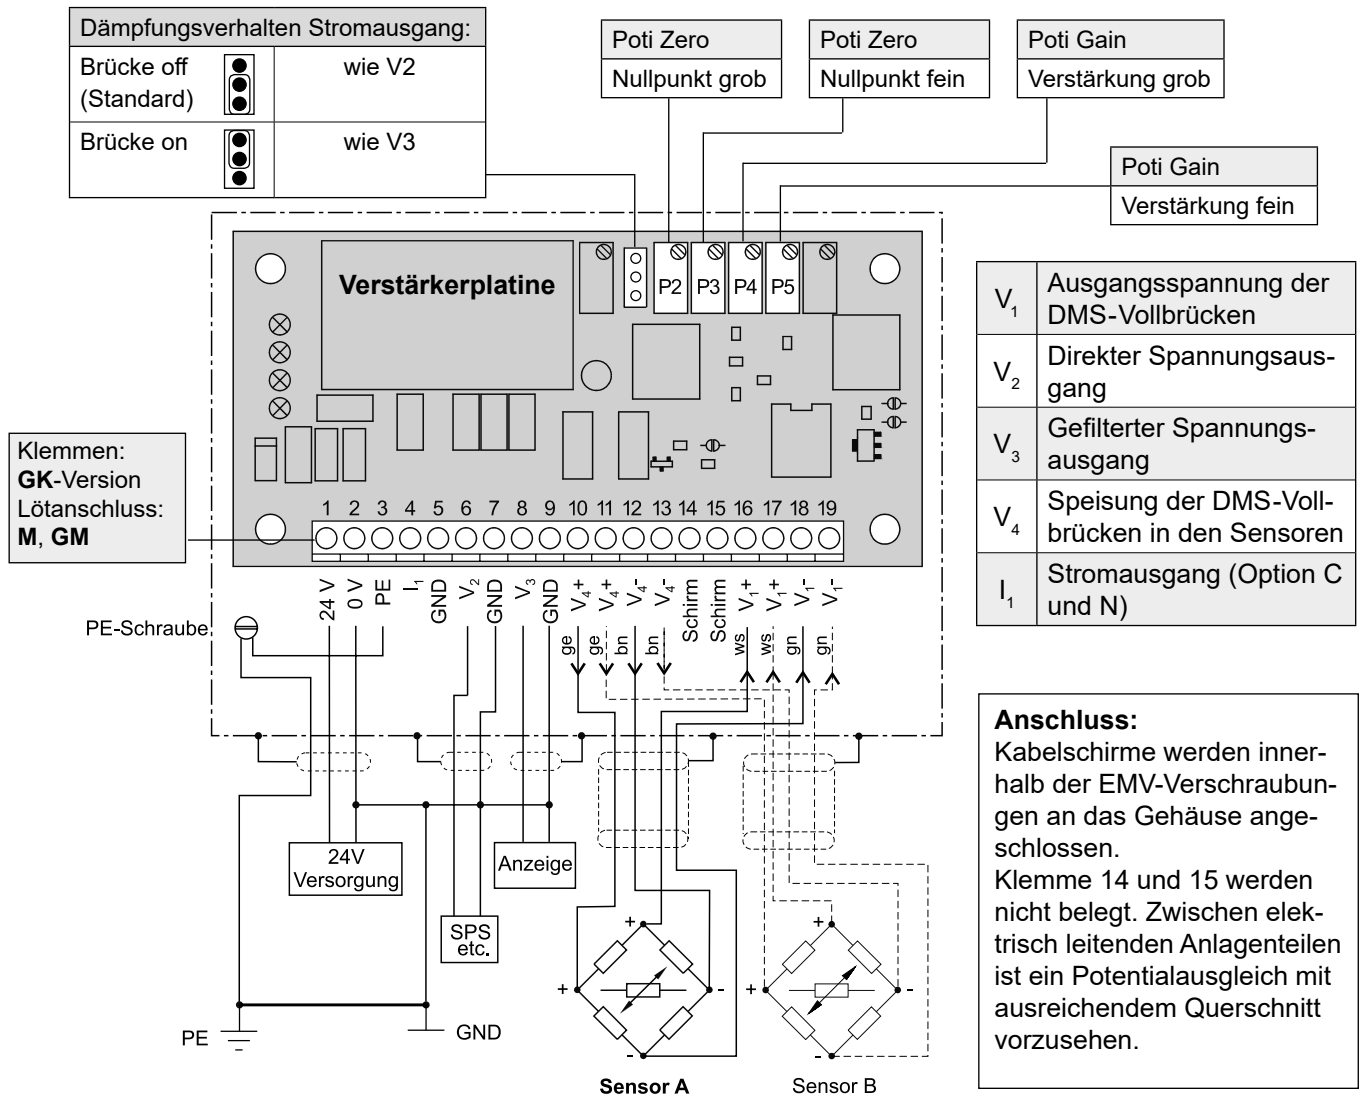 Dämpfungsverhalten Stromausgang:
Brücke off
(Standard)
wie V2
Brücke on
wie V3
Poti Zero
Nullpunkt grob
Poti Zero
Nullpunkt fein
Poti Gain
Verstärkung grob
Poti Gain
Verstärkung fein
Verstärkerplatine
P2 P3 P4 P5
V1 Ausgangsspannung der
DMS-Vollbrücken
V2 Direkter Spannungsaus-
gang
V3 Gefilterter Spannungs-
ausgang
V4 Speisung der DMS-Voll-
brücken in den Sensoren
I1 Stromausgang (Option C
und N)
Klemmen:
GK-Version
Lötanschluss:
M, GM
1 2 3 4 5 6 7 8 9 10 11 12 13 14 15 16 17 18 19
24 V
0 V
PE
I1
GND
V2
GND
V3
GND
V4+
V4+
V4-
V4-
Schirm
Schirm
V1+
V1+
V1-
V1-
PE-Schraube
ge ge bn bn ws ws gn gn
Anschluss:
Kabelschirme werden inner-
halb der EMV-Verschraubun-
gen an das Gehäuse ange-
schlossen.
Klemme 14 und 15 werden
nicht belegt. Zwischen elek-
trisch leitenden Anlagenteilen
ist ein Potentialausgleich mit
ausreichendem Querschnitt
vorzusehen.
24V
Versorgung
Anzeige
SPS
etc.
+ + - -
+ + - -
PE
GND
Sensor A
Sensor B